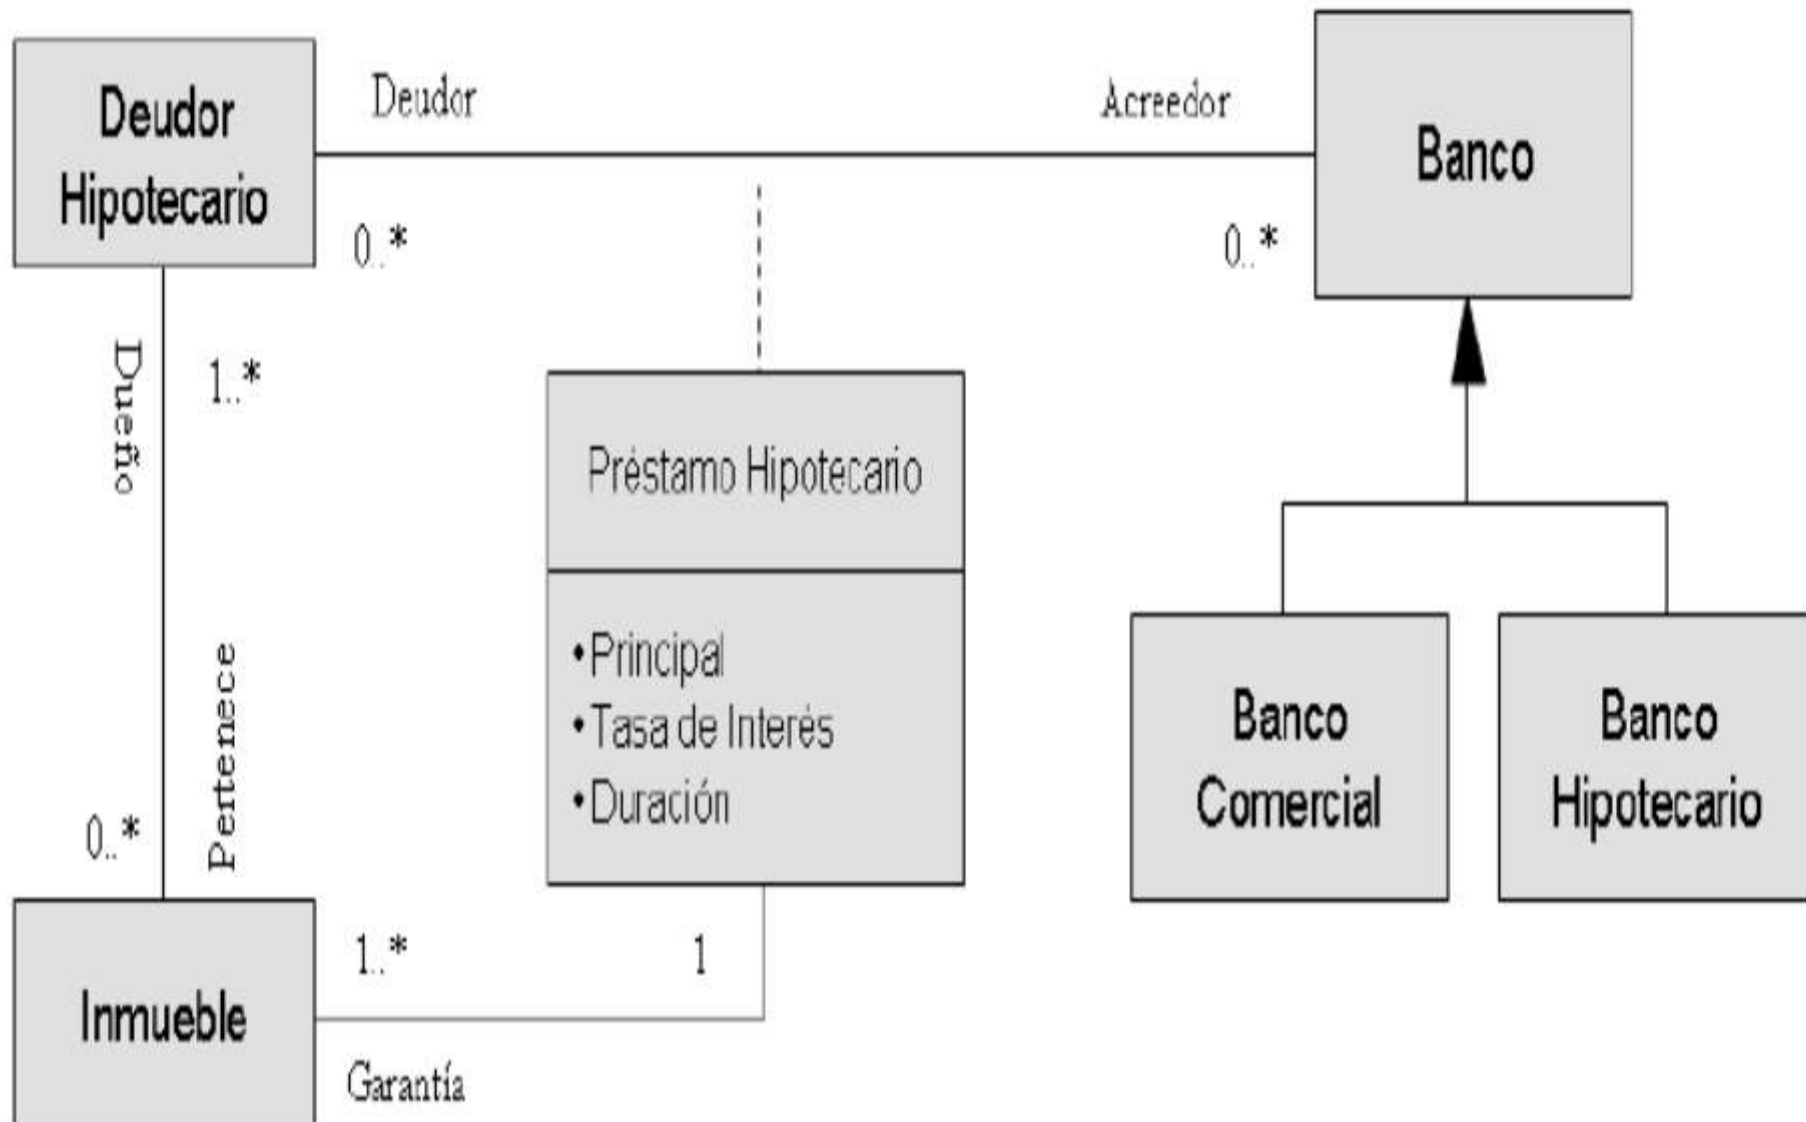 Deudor
Hipotecario
Deudor
Acreedor
Banco
0..*
0..*
Dueño
1..*
Préstamo Hipotecario
•Principal
•Tasa de Interés
•Duración
Banco
Comercial
Banco
Hipotecario
Pertenece
0..*
Inmueble
1..*
1
Garantía